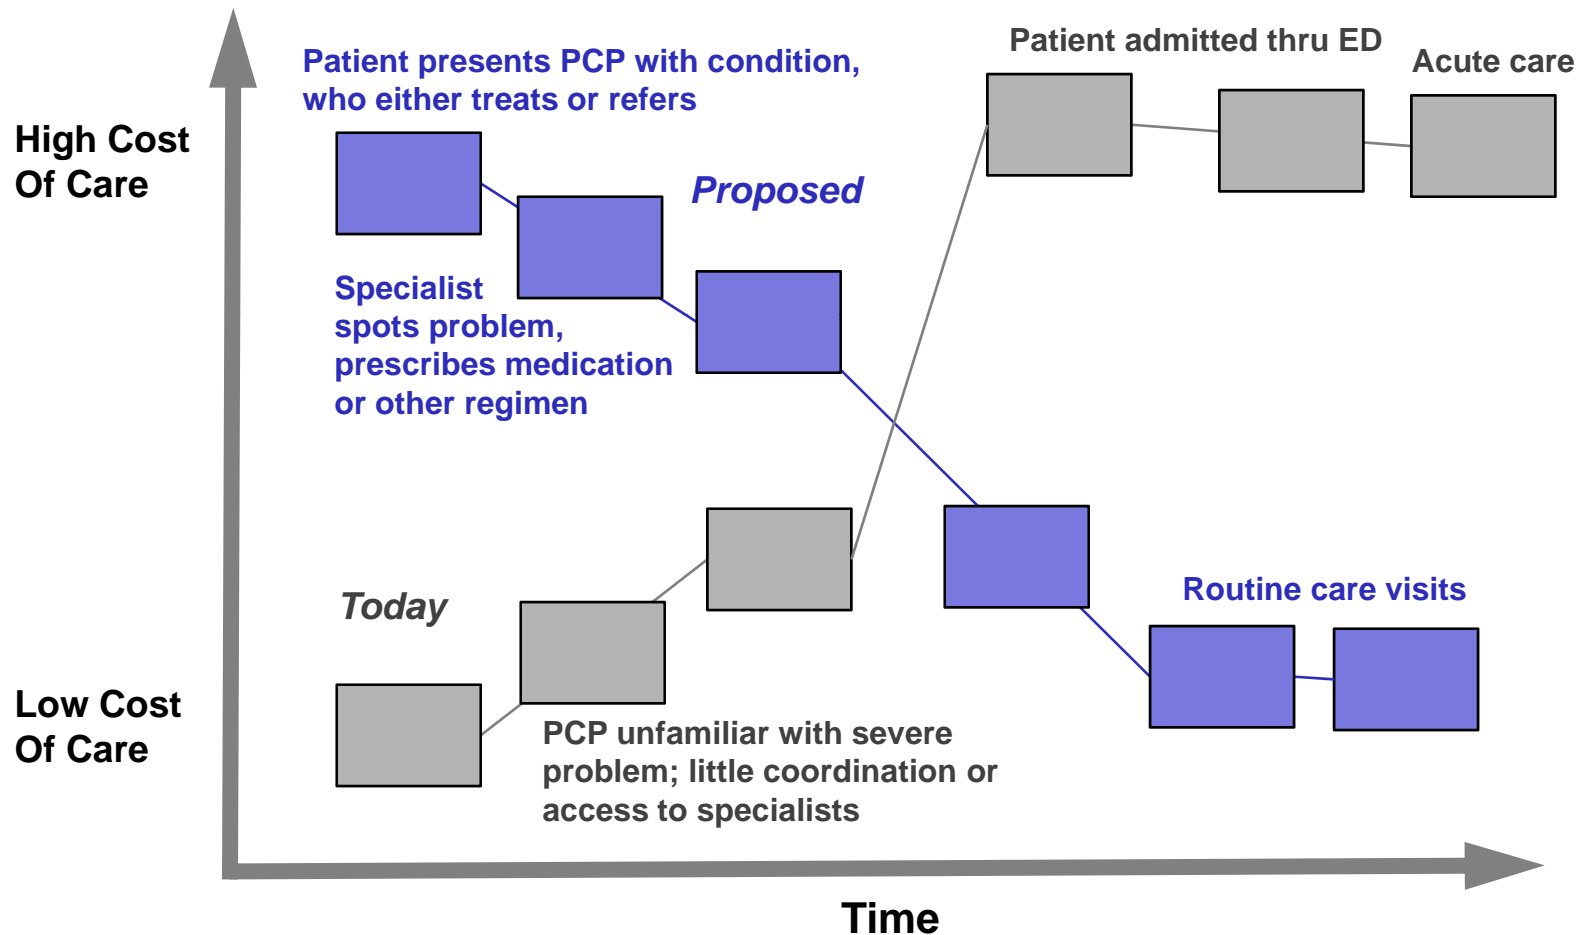 Patient admitted thru ED
Acute care
Patient presents PCP with condition,
who either treats or refers
High Cost
Of Care
Proposed
Specialist
spots problem,
prescribes medication
or other regimen
Today
Routine care visits
Low Cost
Of Care
PCP unfamiliar with severe
problem; little coordination or
access to specialists
Time